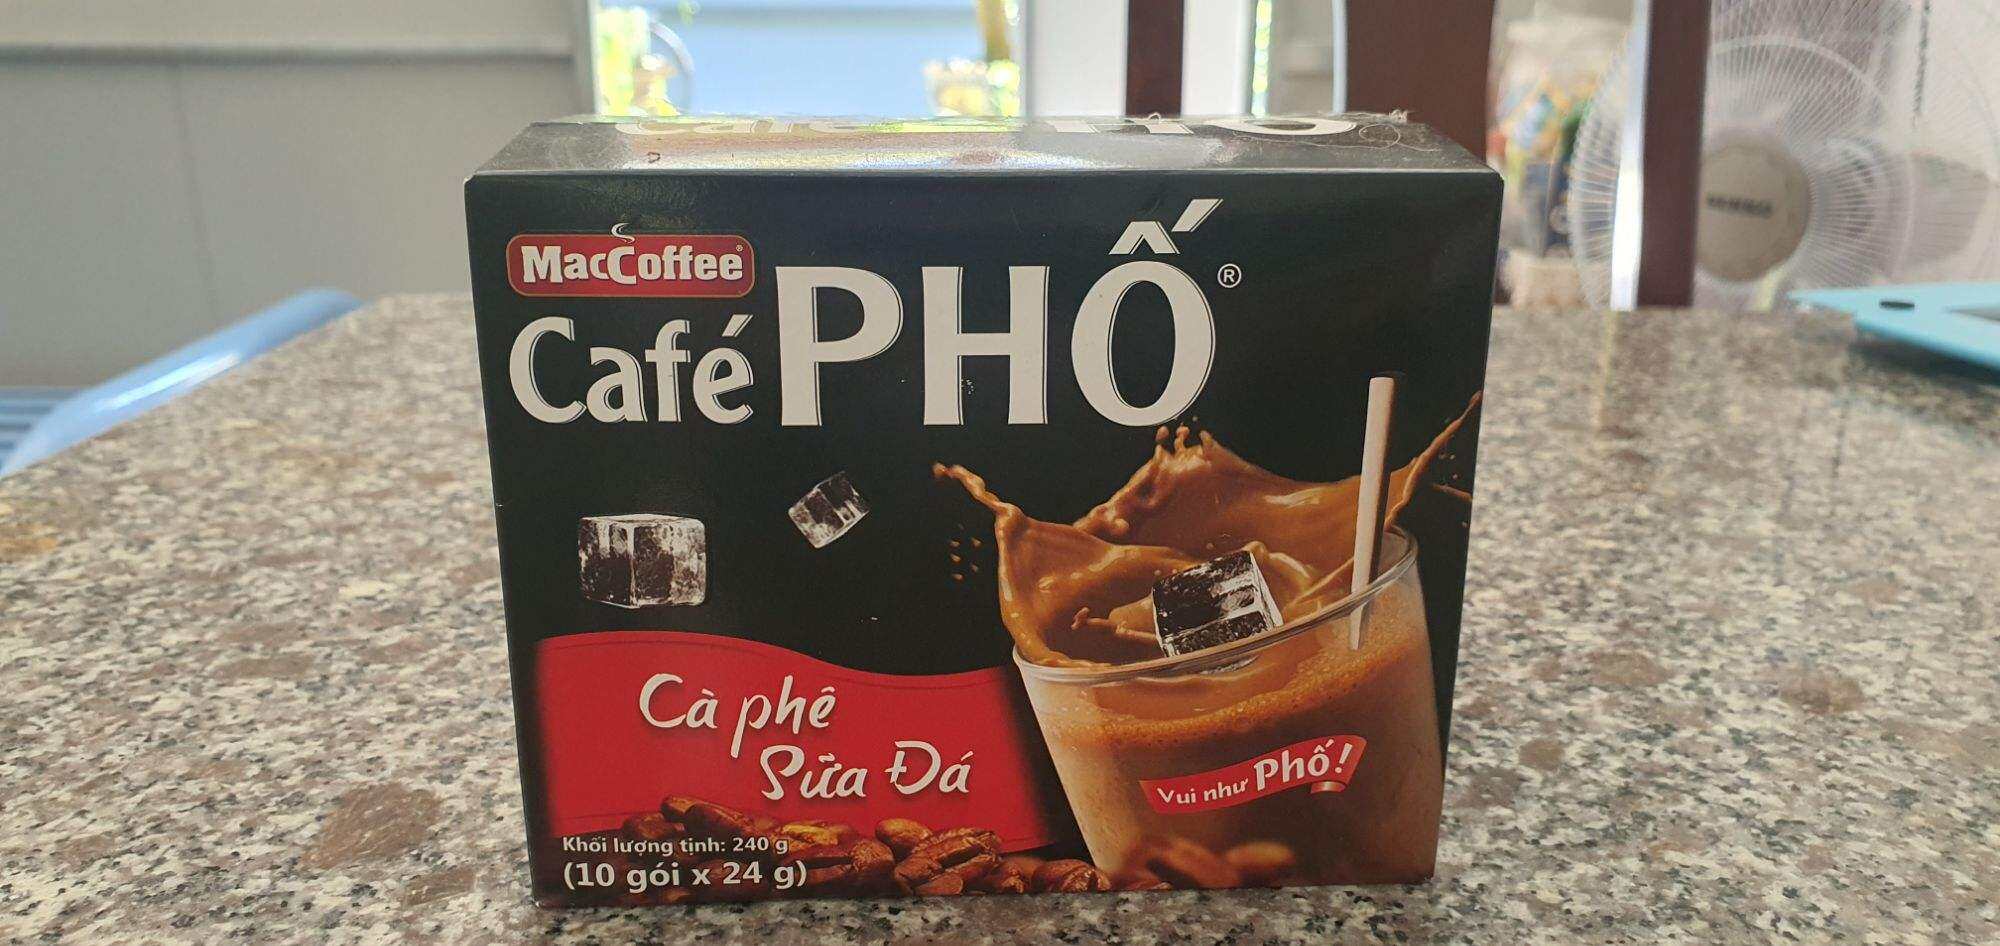 MacCoffee®
Café PHỐ®
Cà phê
Sữa Đá
Vui như Phố!
Khối lượng tịnh: 240 g
(10 gói x 24 g)